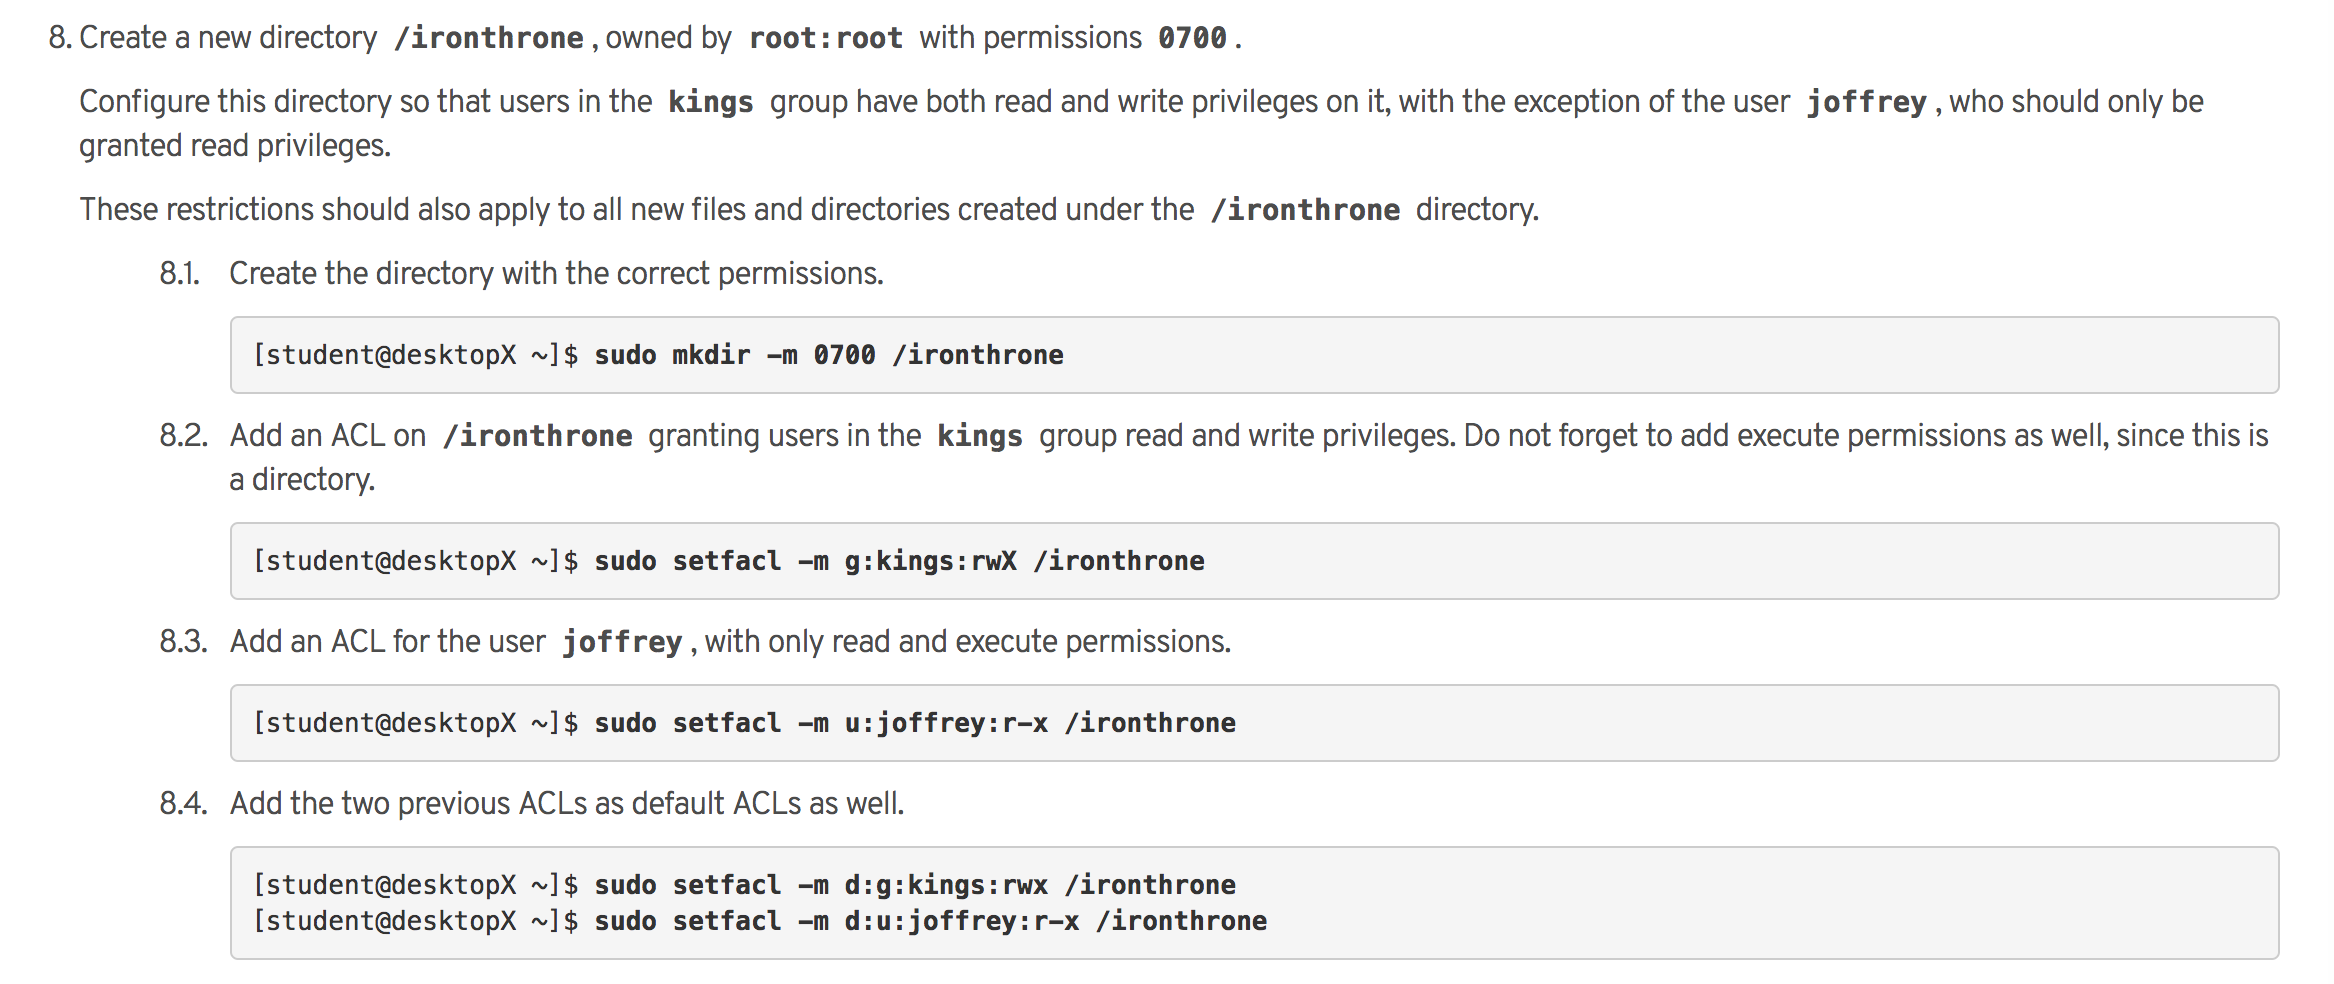 8. Create a new directory /ironthrone, owned by root:root with permissions 0700.
Configure this directory so that users in the kings group have both read and write privileges on it, with the exception of the user joffrey, who should only be
granted read privileges.
These restrictions should also apply to all new files and directories created under the /ironthrone directory.
8.1. Create the directory with the correct permissions.
[student@desktopX ~]$ sudo mkdir -m 0700 /ironthrone
8.2. Add an ACL on /ironthrone granting users in the kings group read and write privileges. Do not forget to add execute permissions as well, since this is
a directory.
[student@desktopX ~]$ sudo setfacl -m g:kings:rwX /ironthrone
8.3. Add an ACL for the user joffrey, with only read and execute permissions.
[student@desktopX ~]$ sudo setfacl -m u:joffrey:r-x /ironthrone
8.4. Add the two previous ACLs as default ACLs as well.
[student@desktopX ~]$ sudo setfacl -m d:g:kings:rwx /ironthrone
[student@desktopX ~]$ sudo setfacl -m d:u:joffrey:r-x /ironthrone